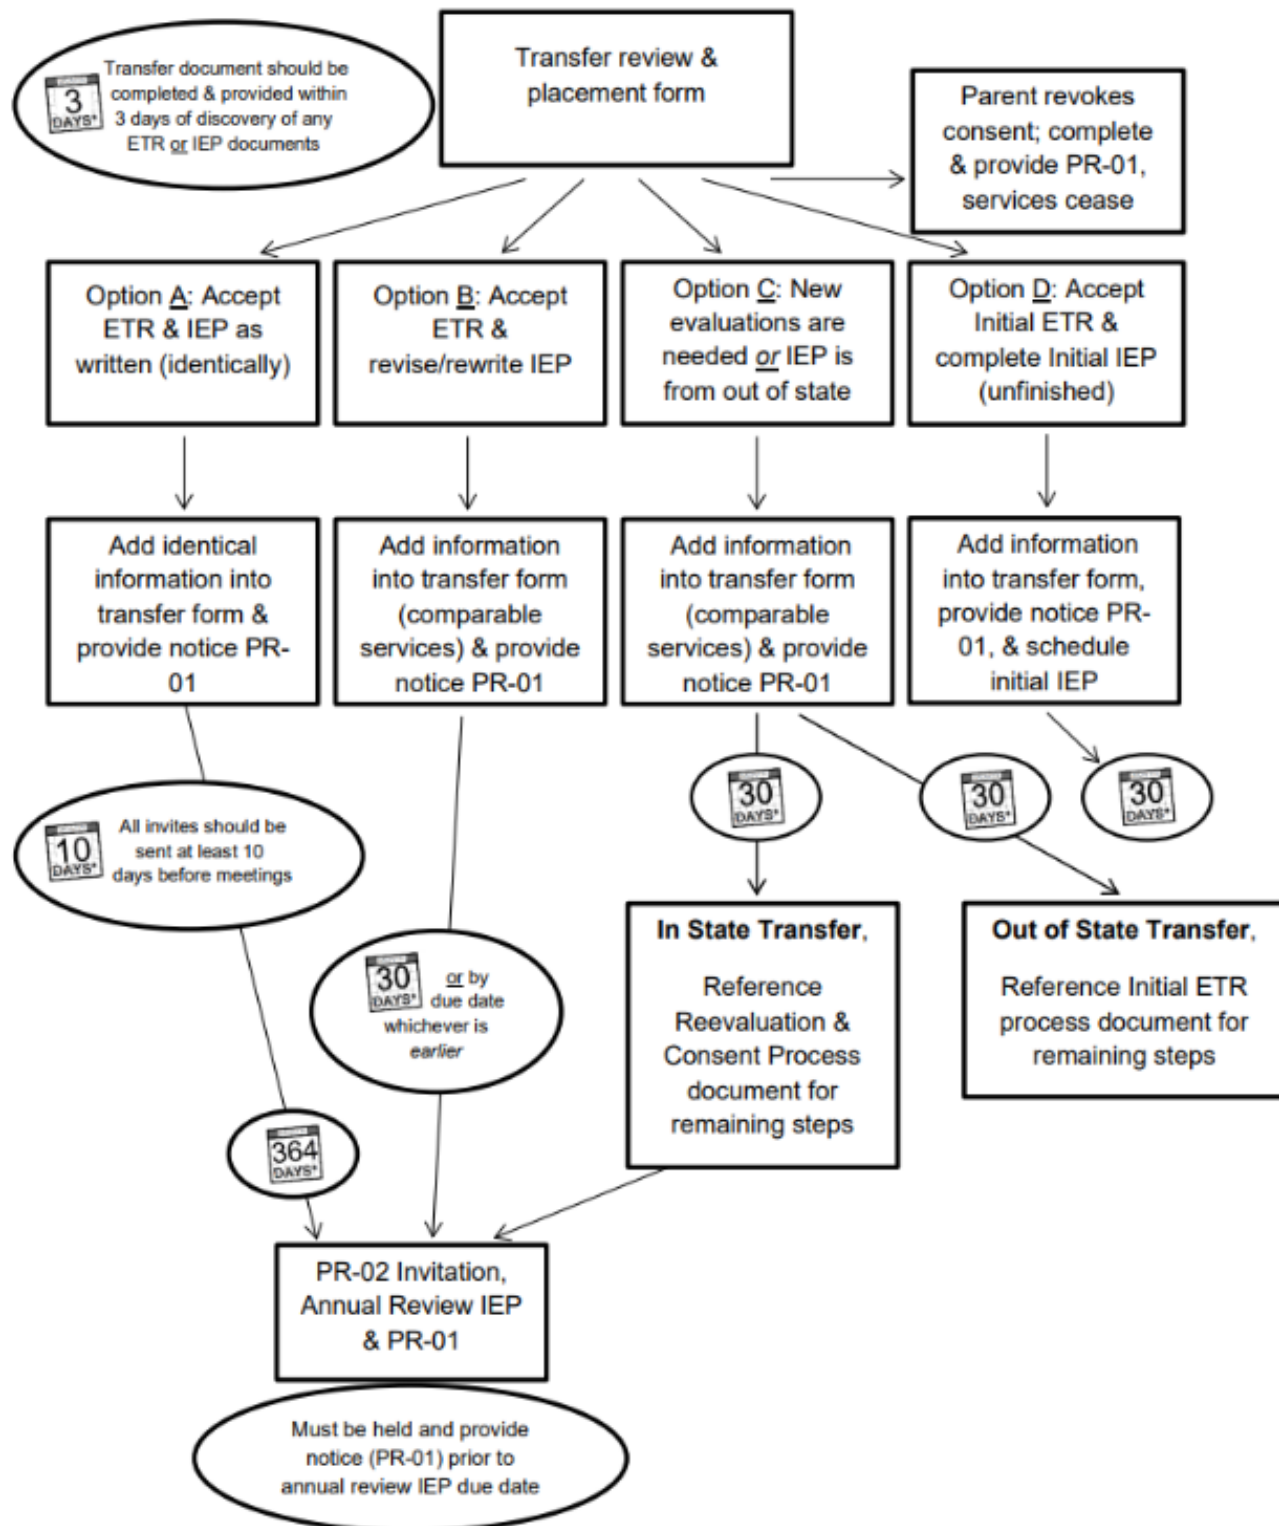 Transfer document should be
completed & provided within
3 days of discovery of any
ETR or IEP documents
3
DAYS*
Transfer review &
placement form
Parent revokes
consent; complete
& provide PR-01,
services cease
Option A: Accept
ETR & IEP as
written (identically)
Option B: Accept
ETR &
revise/rewrite IEP
Option C: New
evaluations are
needed or IEP is
from out of state
Option D: Accept
Initial ETR &
complete Initial IEP
(unfinished)
Add identical
information into
transfer form &
provide notice PR-
01
Add information
into transfer form
(comparable
services) & provide
notice PR-01
Add information
into transfer form
(comparable
services) & provide
notice PR-01
Add information
into transfer form,
provide notice PR-
01, & schedule
initial IEP
30
DAYS*
30
DAYS*
30
DAYS*
10
DAYS*
All invites should be
sent at least 10
days before meetings
30
DAYS*
or by
due date
whichever is
earlier
In State Transfer,
Reference
Reevaluation &
Consent Process
document for
remaining steps
Out of State Transfer,
Reference Initial ETR
process document for
remaining steps
364
DAYS*
PR-02 Invitation,
Annual Review IEP
& PR-01
Must be held and provide
notice (PR-01) prior to
annual review IEP due date